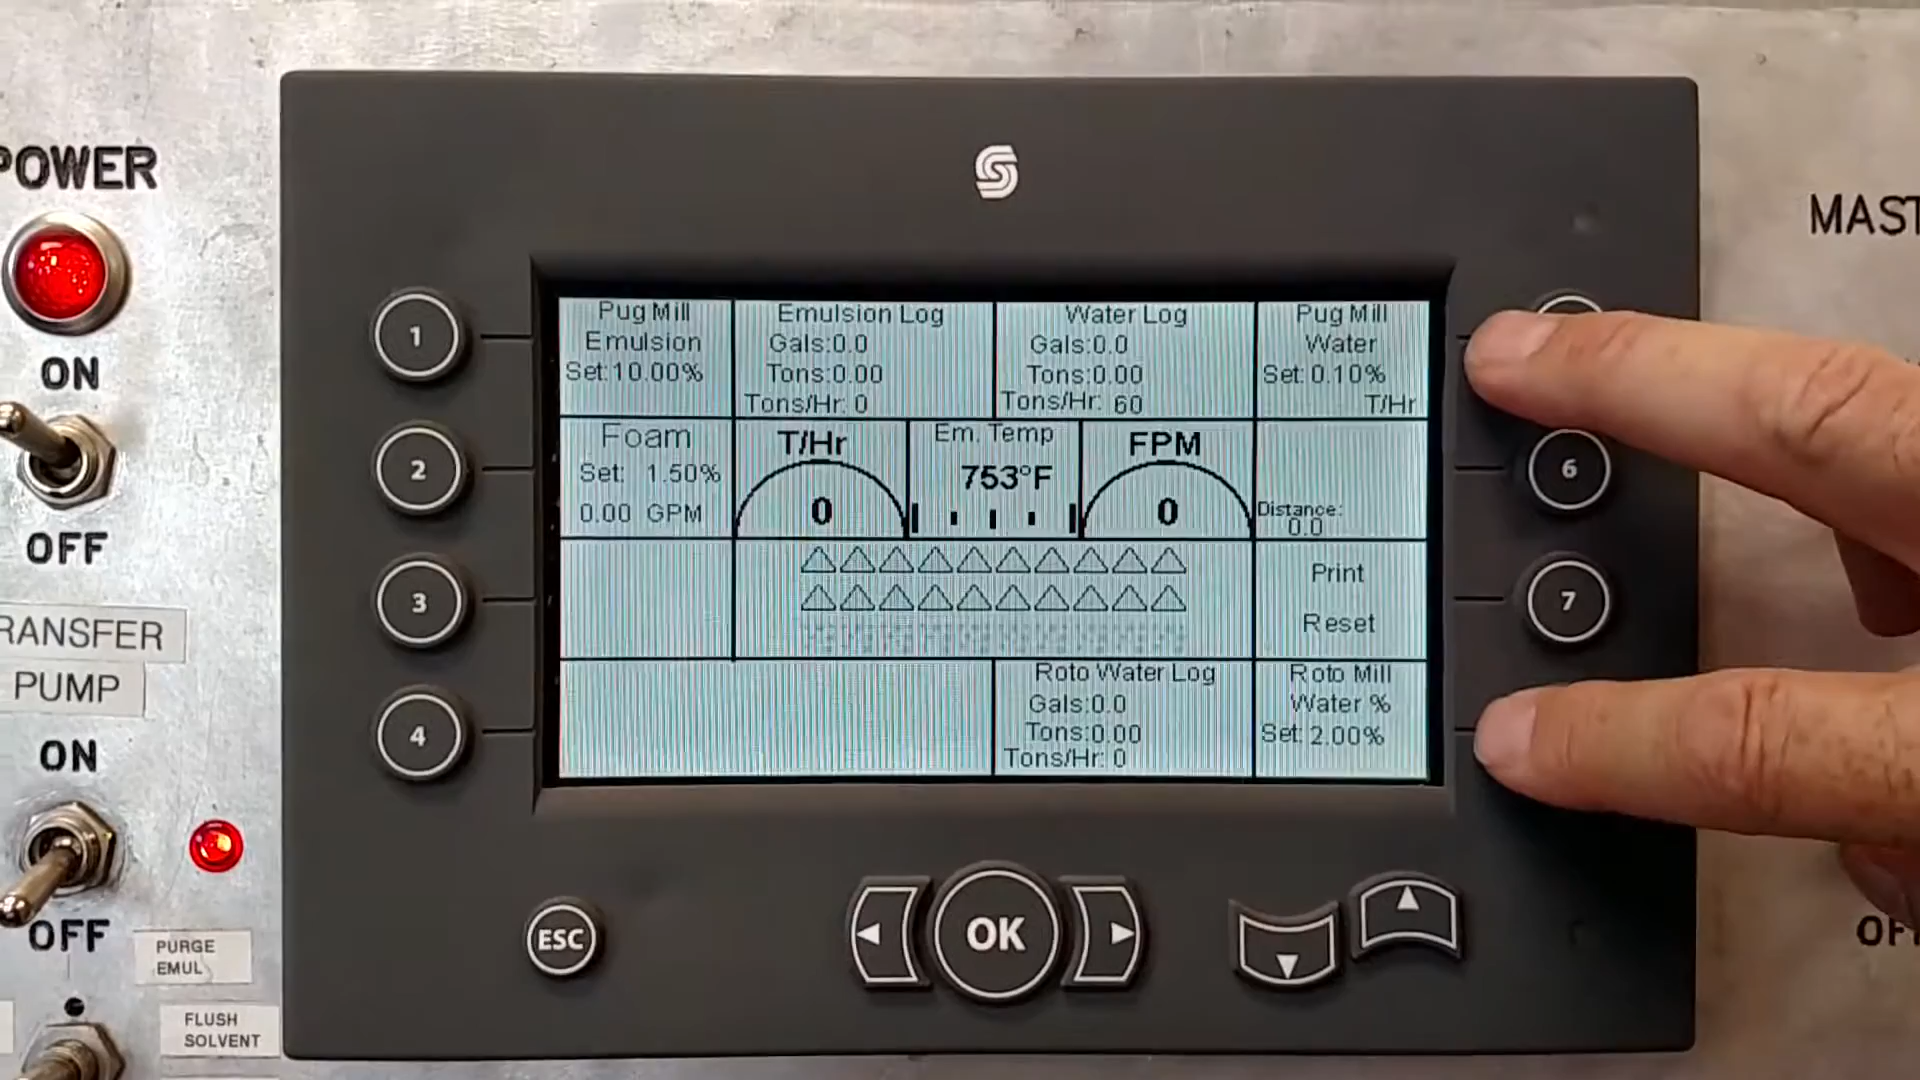 POWER
ON
OFF
RANSFER
PUMP
ON
OFF
PURGE
EMUL
FLUSH
SOLVENT
1
2
3
4
Pug Mill
Emulsion
Set:10.00%
Emulsion Log
Gals:0.0
Tons:0.00
Tons/Hr: 0
Water Log
Gals:0.0
Tons:0.00
Tons/Hr: 60
Pug Mill
Water
Set:0.10%
T/Hr
Foam
Set: 1.50%
0.00 GPM
T/Hr
0
Em. Temp
753°F
FPM
0
Distance:
0.0
Print
Reset
Roto Water Log
Gals:0.0
Tons:0.00
Tons/Hr: 0
Roto Mill
Water %
Set:2.00%
6
7
ESC
OK
MAST
OF